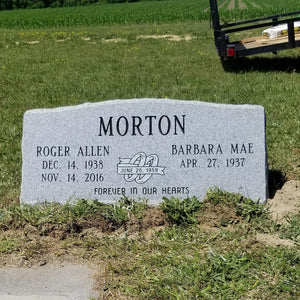 MORTON
ROGER ALLEN
DEC. 14, 1938
NOV. 14, 2016
JUNE 20, 1959
BARBARA MAE
APR. 27, 1937
FOREVER IN OUR HEARTS